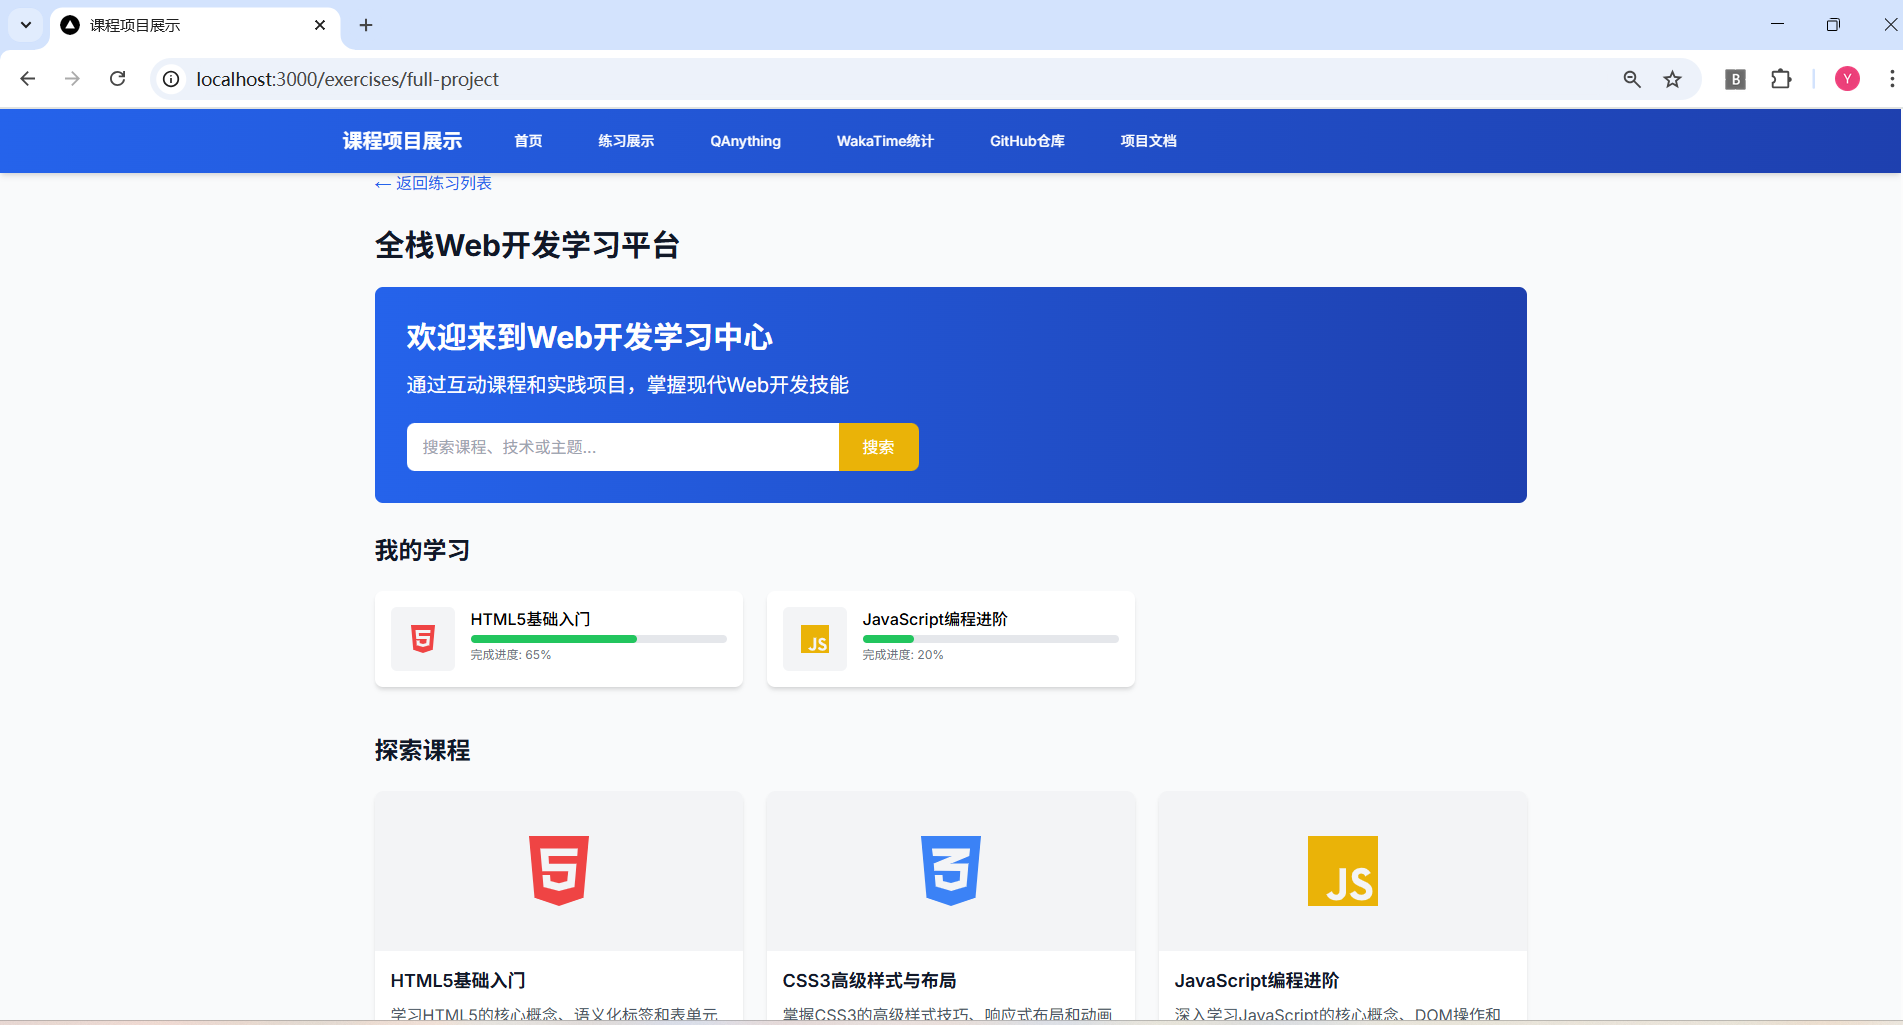 课程项目展示
localhost:3000/exercises/full-project
B
Y
课程项目展示 首页 练习展示 QAnything WakaTime统计 GitHub仓库 项目文档
← 返回练习列表
全栈Web开发学习平台
欢迎来到Web开发学习中心
通过互动课程和实践项目，掌握现代Web开发技能
搜索课程、技术或主题... 搜索
我的学习
5
HTML5基础入门
完成进度: 65%
JS
JavaScript编程进阶
完成进度: 20%
探索课程
5
3
JS
HTML5基础入门
学习HTML5的核心概念、语义化标签和表单元
CSS3高级样式与布局
掌握CSS3的高级样式技巧、响应式布局和动画
JavaScript编程进阶
深入学习JavaScript的核心概念、DOM操作和